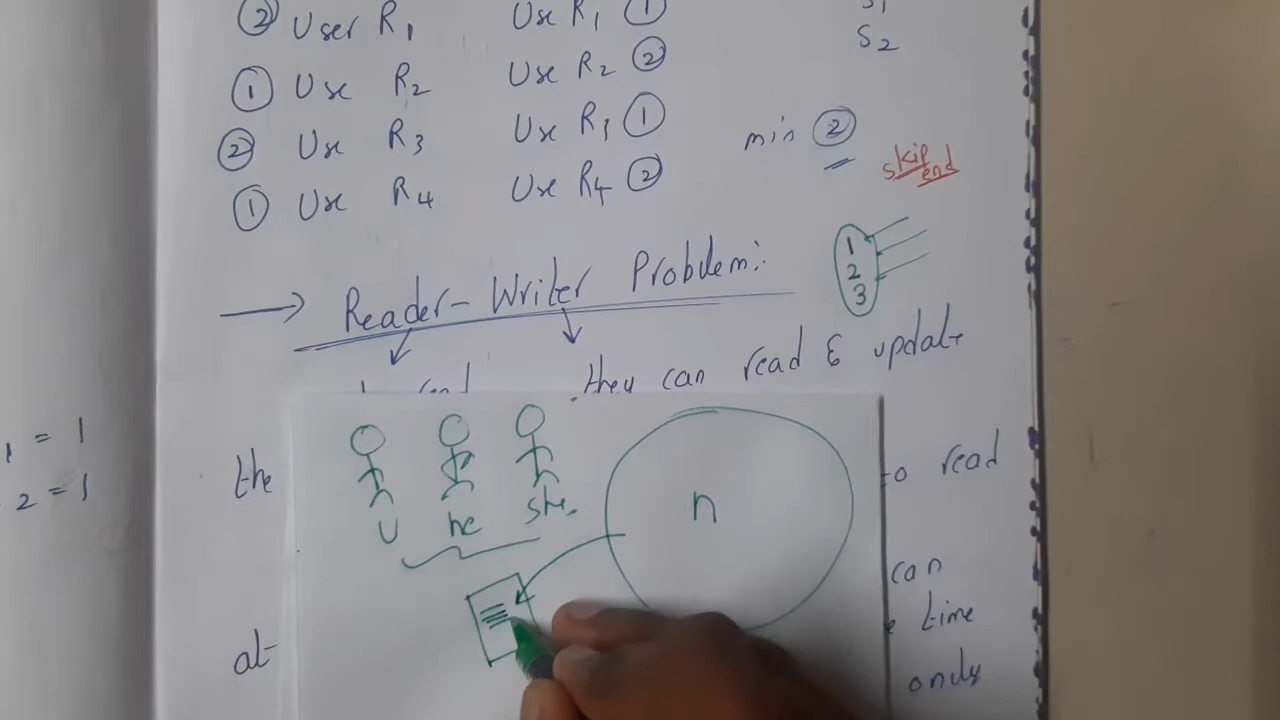 ② User R₁ Use R₁ ①
S₂
① Use R₂ Use R₂ ②
② Use R₃ Use R₃ ①
min ②
skip
end
① Use R₄ Use R₄ ②
1
2
3
→ Reader-Writer Problem:-
they can read & update
1 = 1
the
read
2 = 1
U he she.
n
can
time
at
only